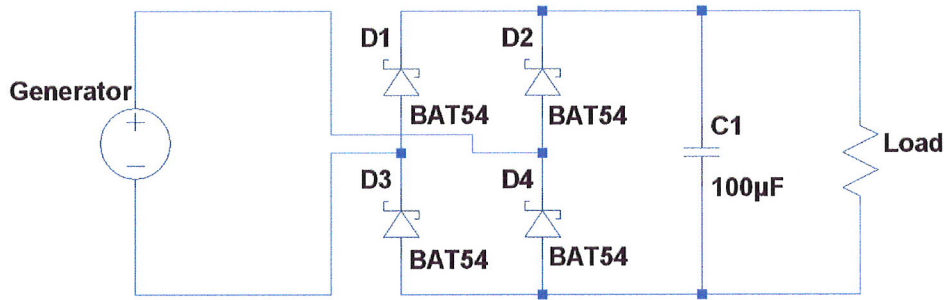 D1
D2
Generator
BAT54
BAT54
C1
Load
D3
D4
100µF
BAT54
BAT54